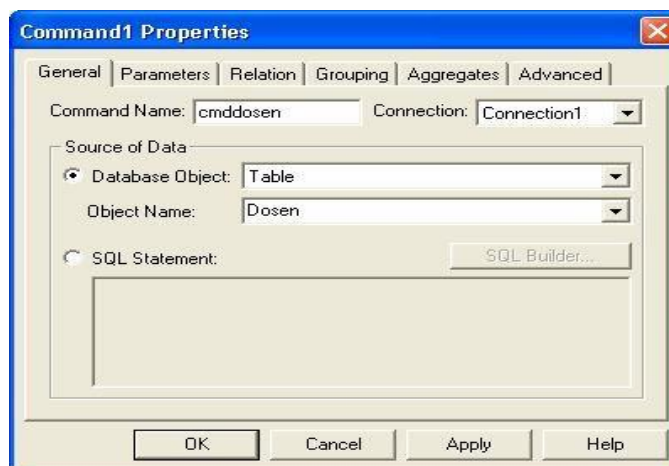 Command1 Properties
General Parameters Relation Grouping Aggregates Advanced
Command Name: cmddosen Connection: Connection1
Source of Data
Database Object: Table
Object Name: Dosen
SQL Statement: SQL Builder...
OK Cancel Apply Help